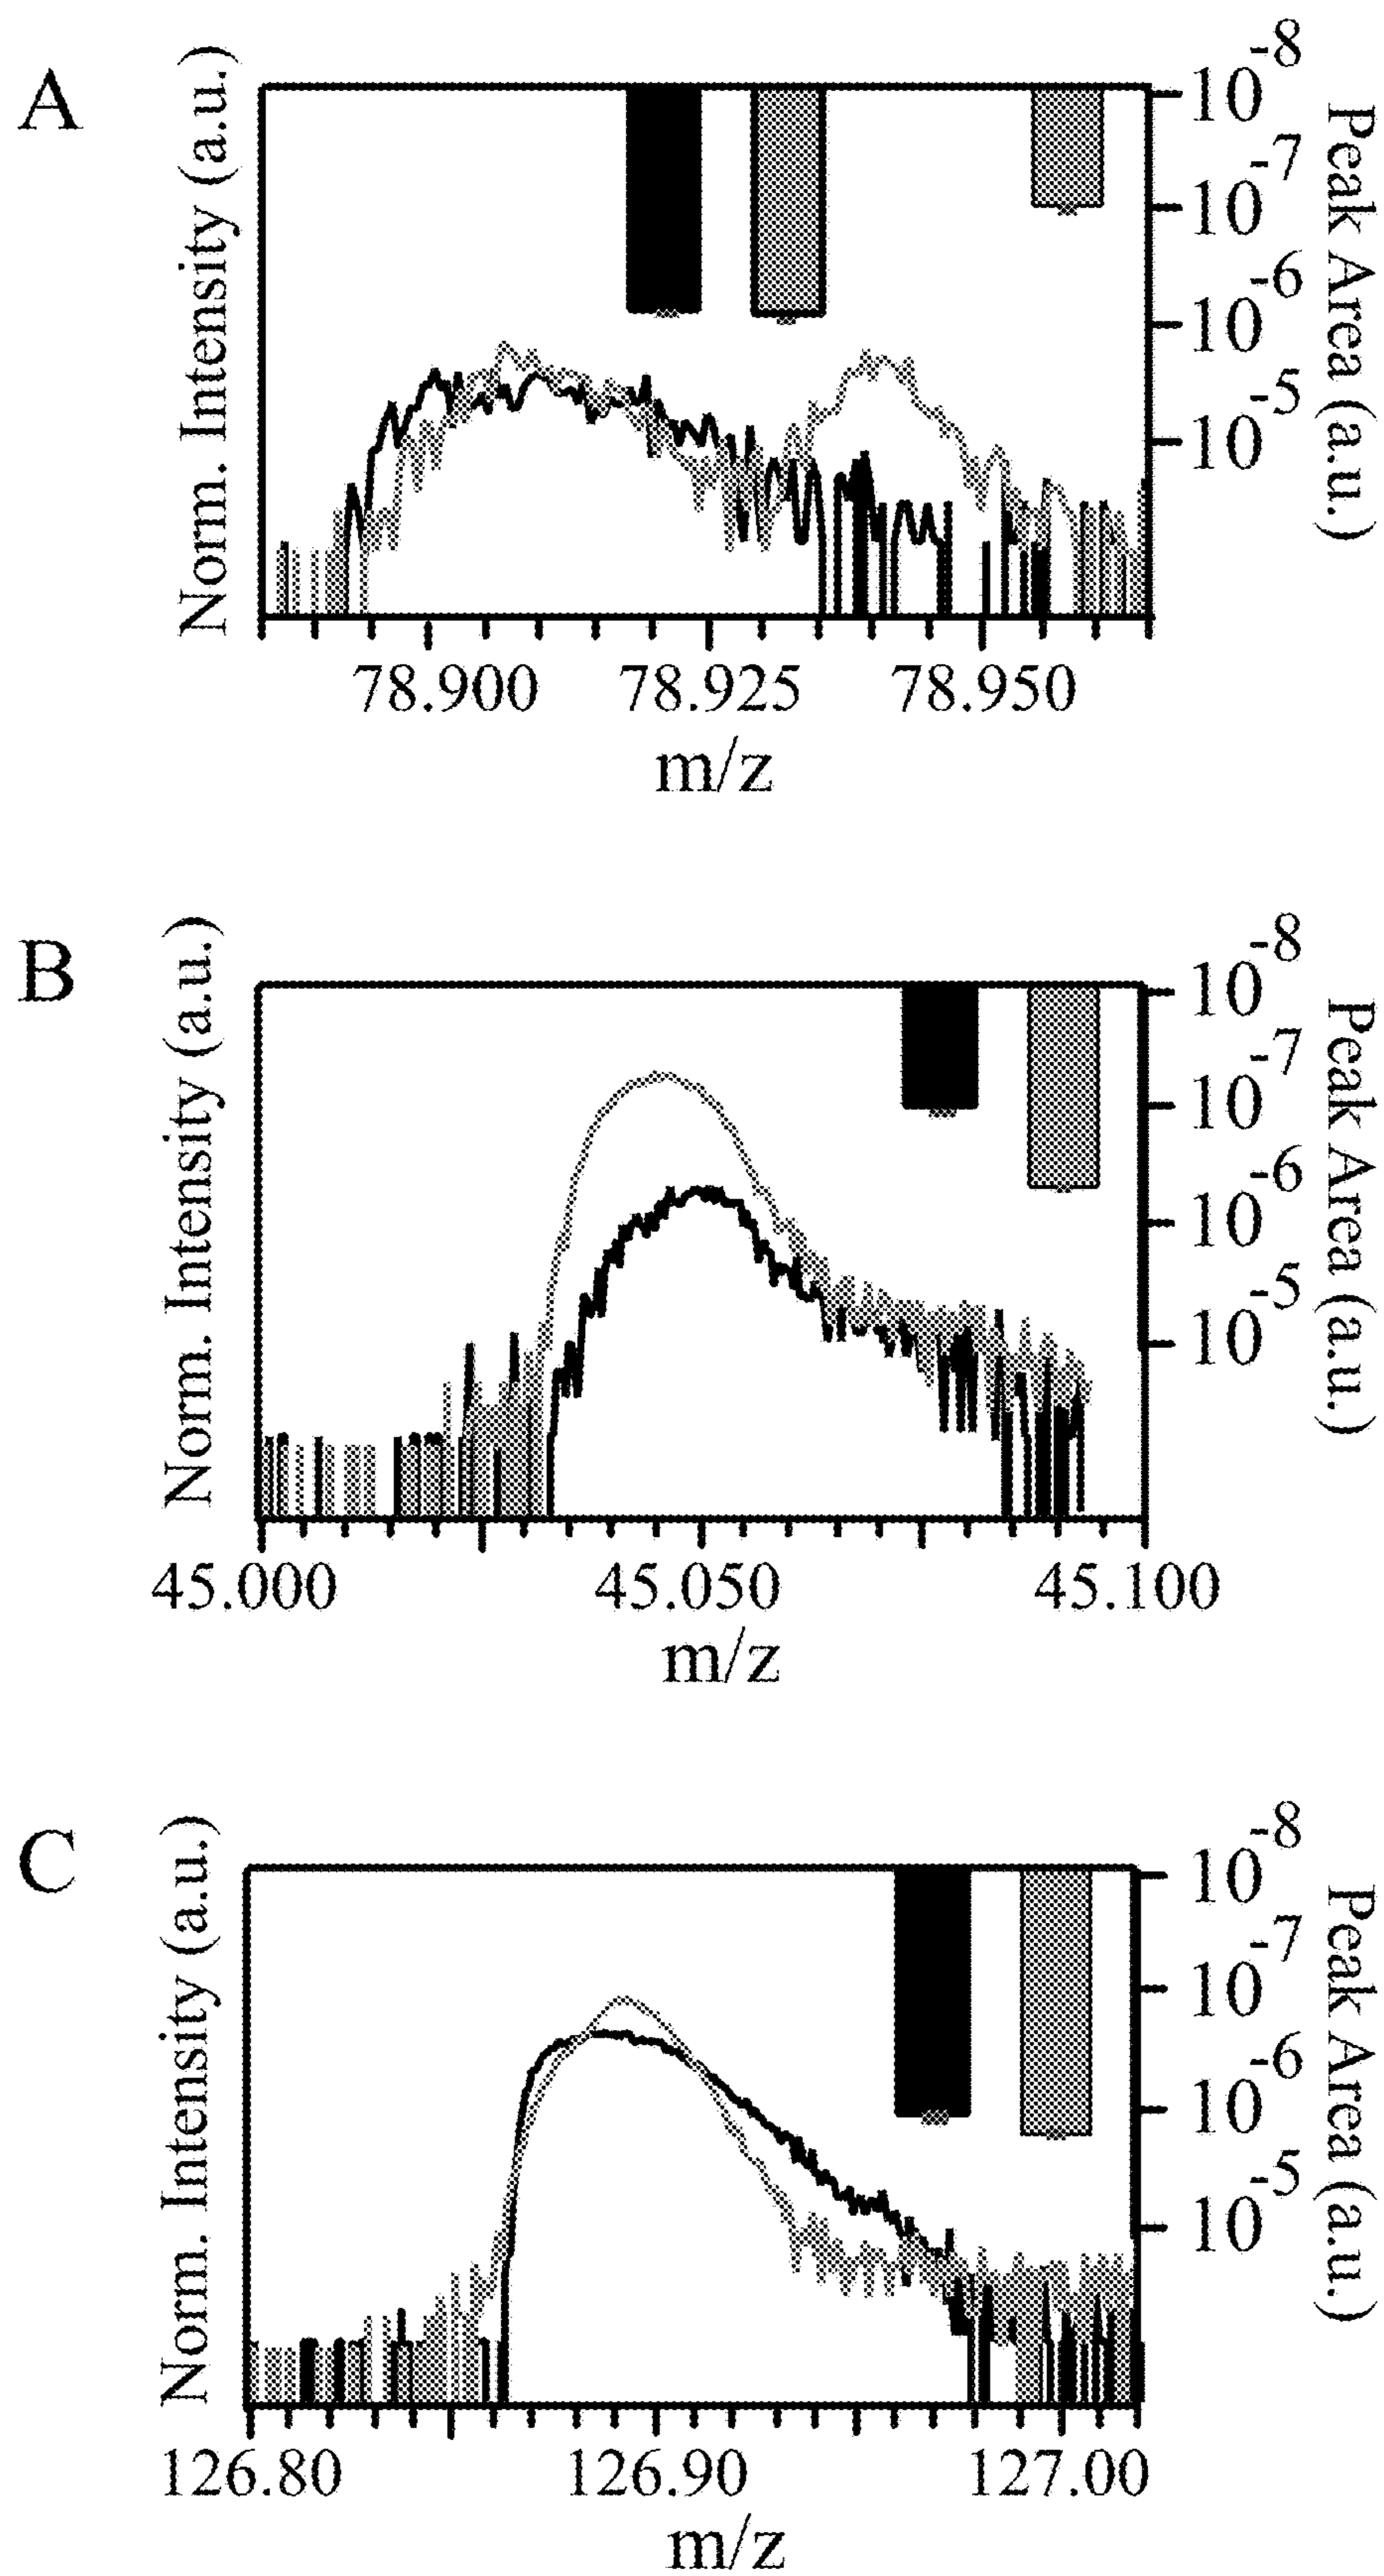 A
Norm. Intensity (a.u.)
10-8
10-7
10-6
10-5
Peak Area (a.u.)
78.900 78.925 78.950
m/z
B
Norm. Intensity (a.u.)
10-8
10-7
10-6
10-5
Peak Area (a.u.)
45.000 45.050 45.100
m/z
C
Norm. Intensity (a.u.)
10-8
10-7
10-6
10-5
Peak Area (a.u.)
126.80 126.90 127.00
m/z